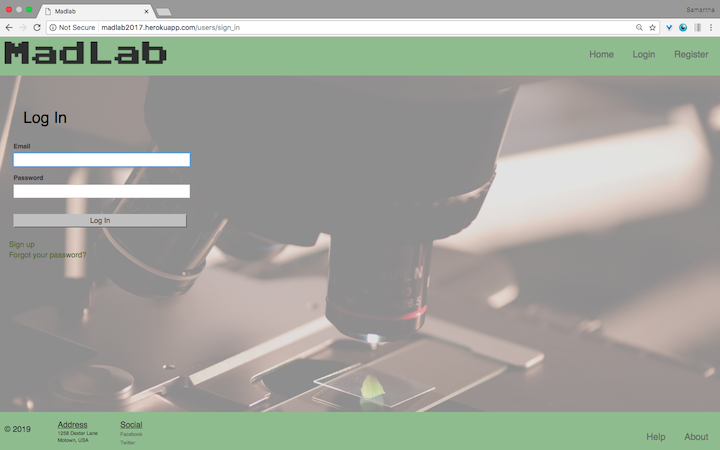 Samantha
Madlab
Not Secure madlab2017.herokuapp.com/users/sign_in
MadLab
Home Login Register
Log In
Email
Password
Log In
Sign up
Forgot your password?
© 2019
Address
1259 Dexter Lane
Motown, USA
Social
Facebook
Twitter
Help About